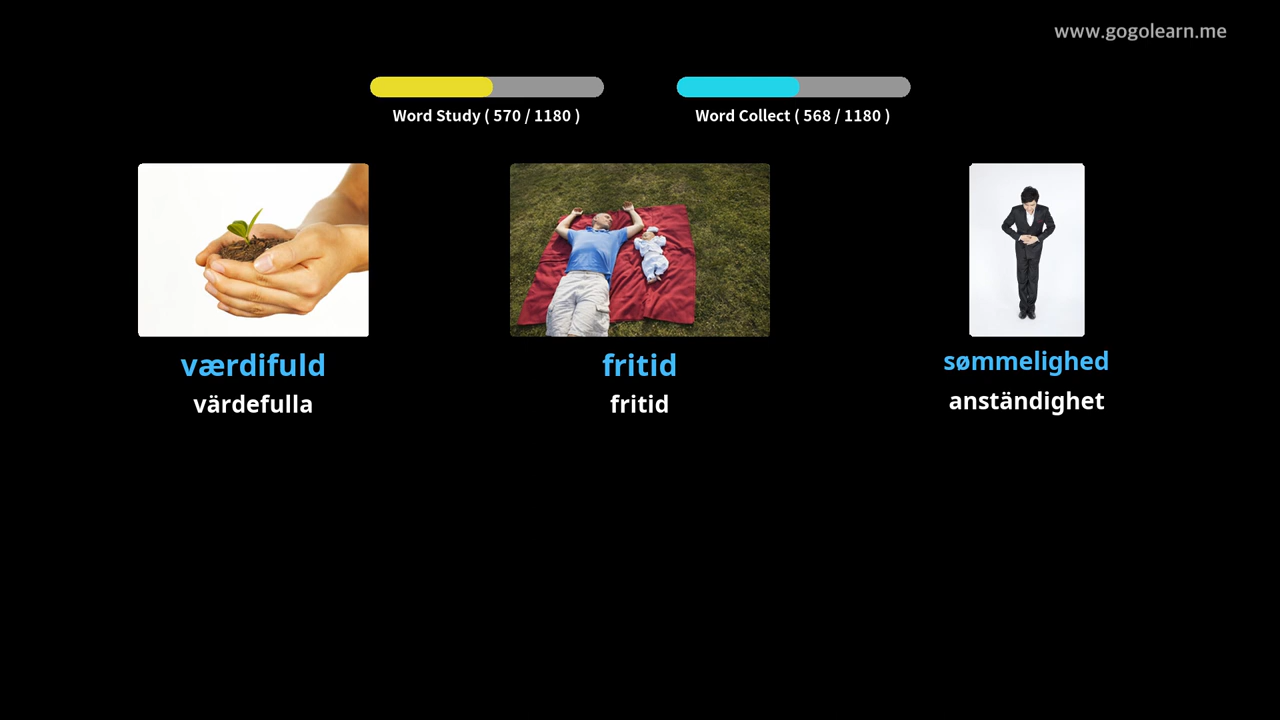 www.gogolearn.me
Word Study ( 570 / 1180 )
Word Collect ( 568 / 1180 )
værdifuld
värdefulla
fritid
fritid
sømmelighed
anständighet